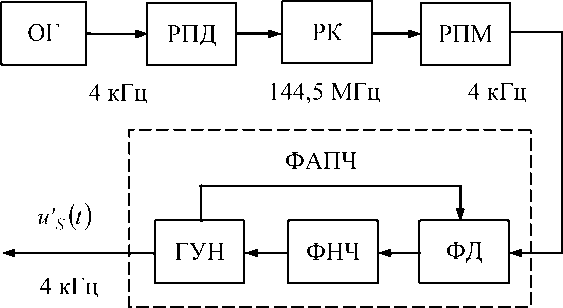 ОГ РПД РК РПМ
4 кГц 144,5 МГц 4 кГц
ФАПЧ
u'S(t)
ГУН ФНЧ ФД
4 кГц